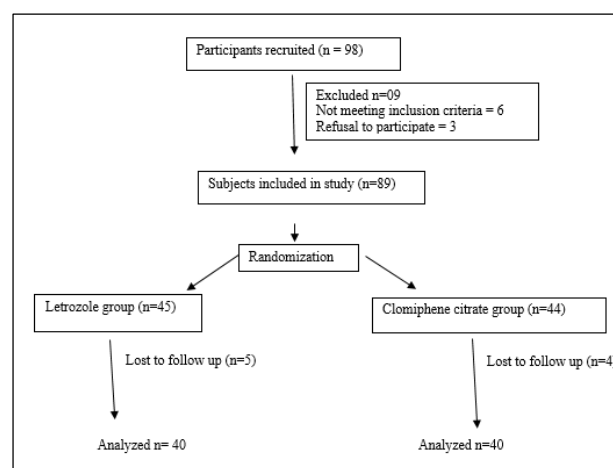 Participants recruited (n = 98)
Excluded n=09
Not meeting inclusion criteria = 6
Refusal to participate = 3
Subjects included in study (n=89)
Randomization
Letrozole group (n=45)
Clomiphene citrate group (n=44)
Lost to follow up (n=5)
Lost to follow up (n=4
Analyzed n= 40
Analyzed n=40